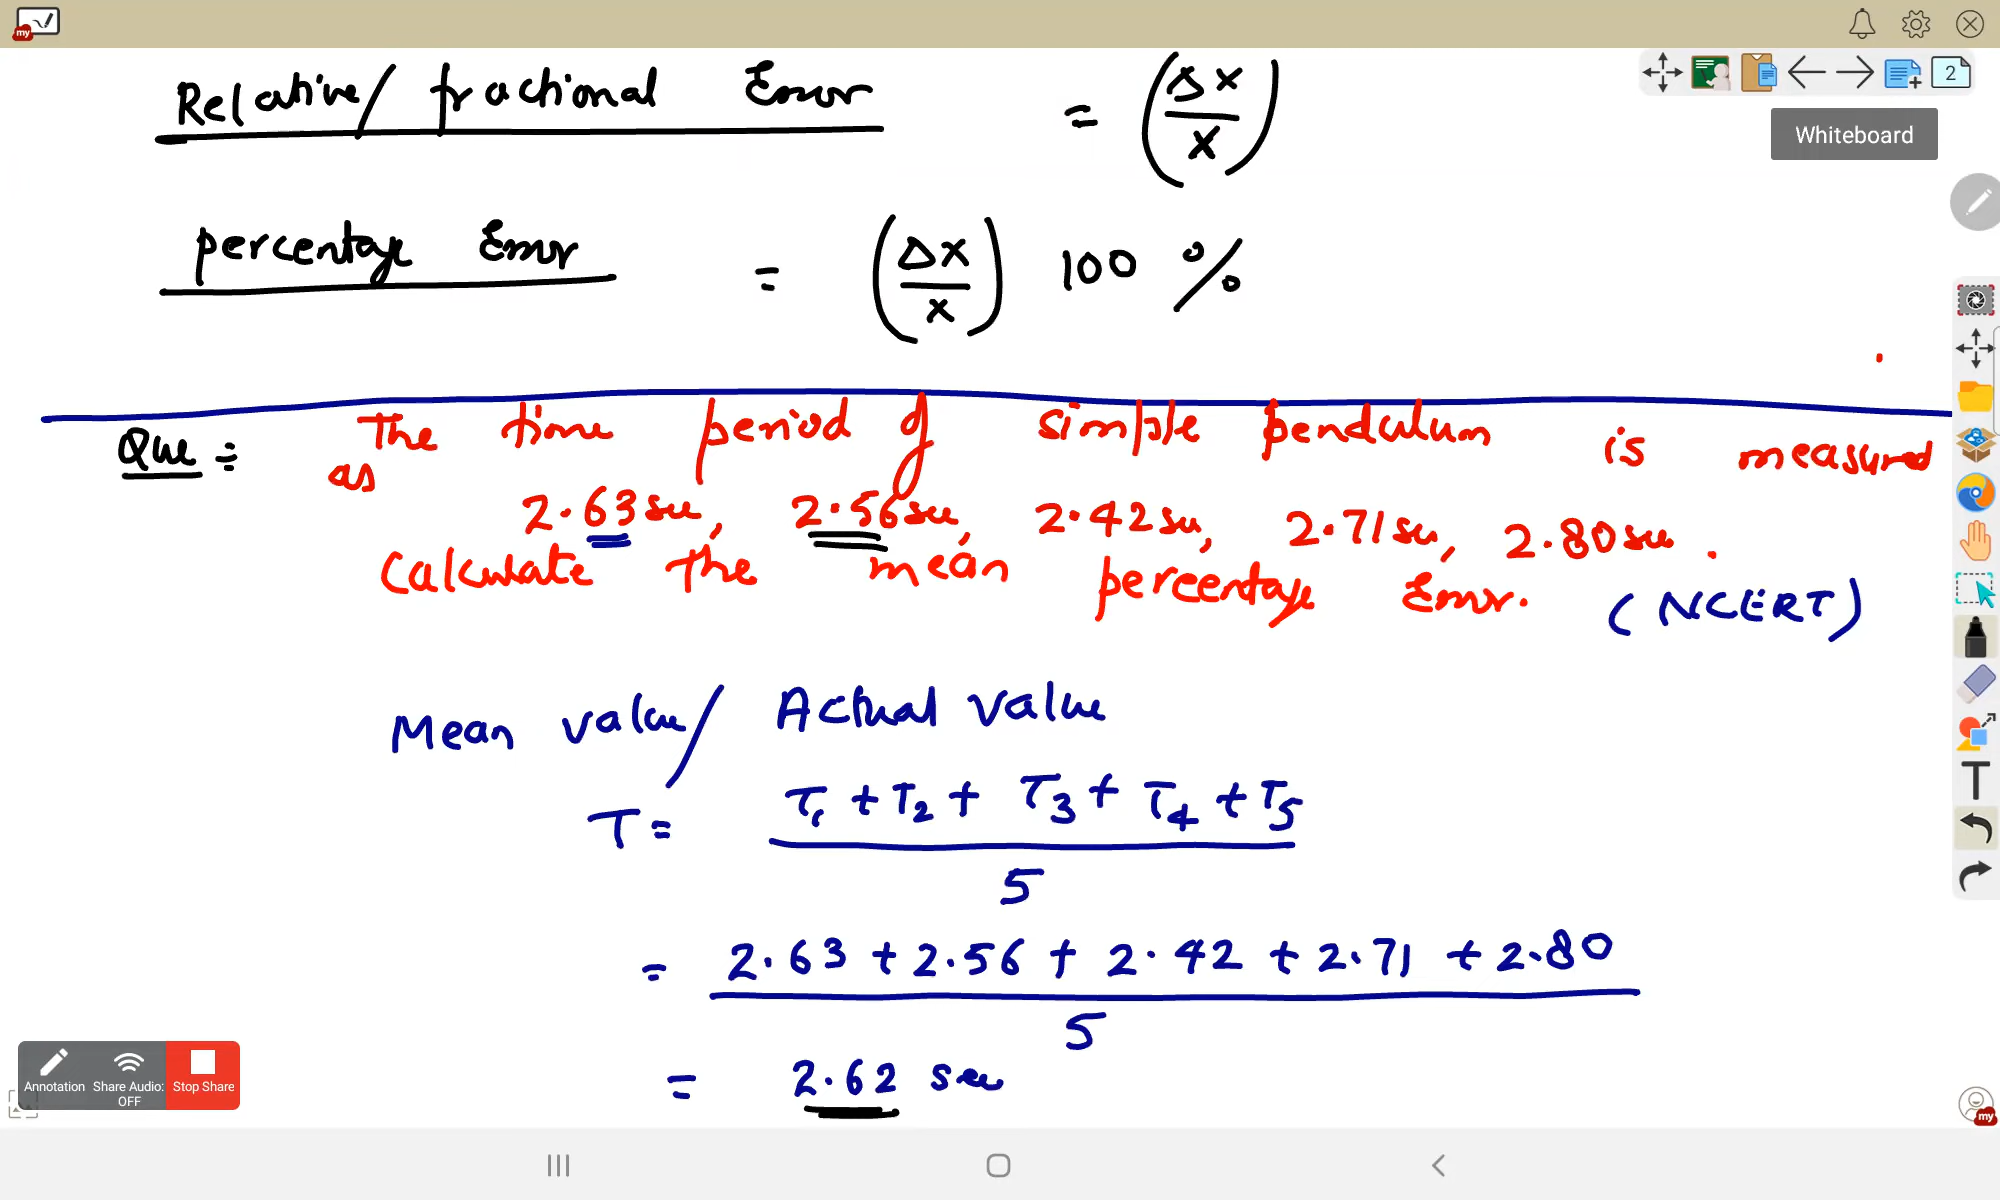 Relative/ fractional Error = (Δx/x)
Whiteboard
2
percentage Error = (Δx/x) 100 %
Que = The time period of simple pendulum is measured
as 2.63 sec, 2.56 sec, 2.42 sec, 2.71 sec, 2.80 sec.
Calculate the mean percentage Error. (NCERT)
Mean value/ Actual value
T = T1 + T2 + T3 + T4 + T5
5
= 2.63 + 2.56 + 2.42 + 2.71 + 2.80
5
= 2.62 sec
Annotation Share Audio: OFF Stop Share
my
my
T